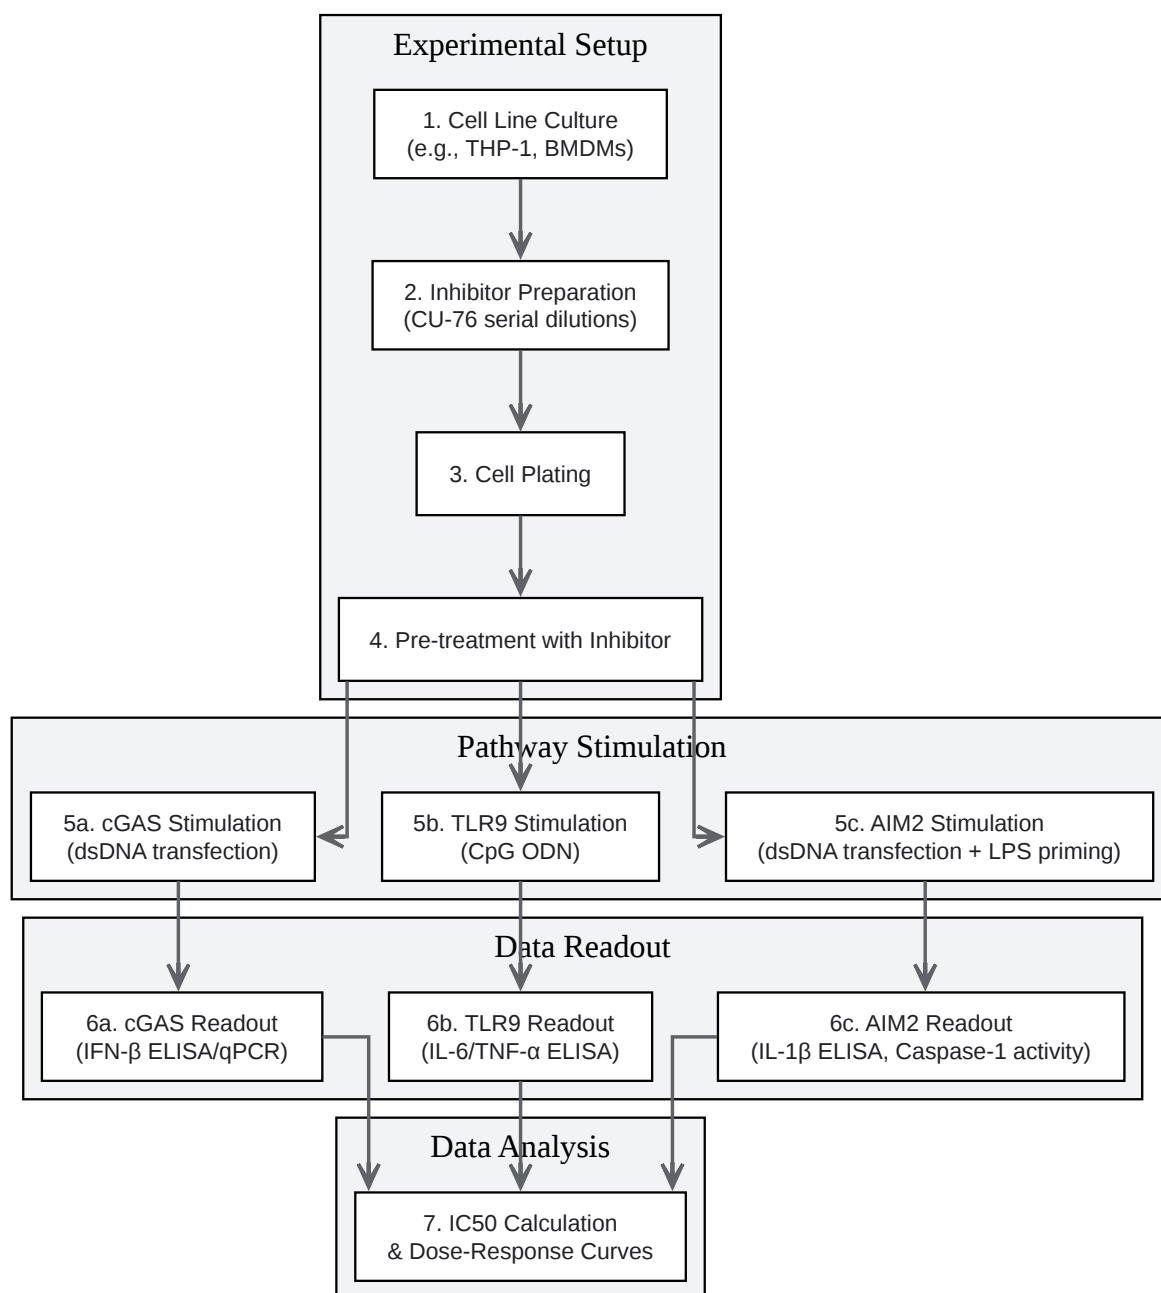 Experimental Setup
1. Cell Line Culture
(e.g., THP-1, BMDMs)
2. Inhibitor Preparation
(CU-76 serial dilutions)
3. Cell Plating
4. Pre-treatment with Inhibitor
Pathway Stimulation
5a. cGAS Stimulation
(dsDNA transfection)
5b. TLR9 Stimulation
(CpG ODN)
5c. AIM2 Stimulation
(dsDNA transfection + LPS priming)
Data Readout
6a. cGAS Readout
(IFN-β ELISA/qPCR)
6b. TLR9 Readout
(IL-6/TNF-α ELISA)
6c. AIM2 Readout
(IL-1β ELISA, Caspase-1 activity)
Data Analysis
7. IC50 Calculation
& Dose-Response Curves